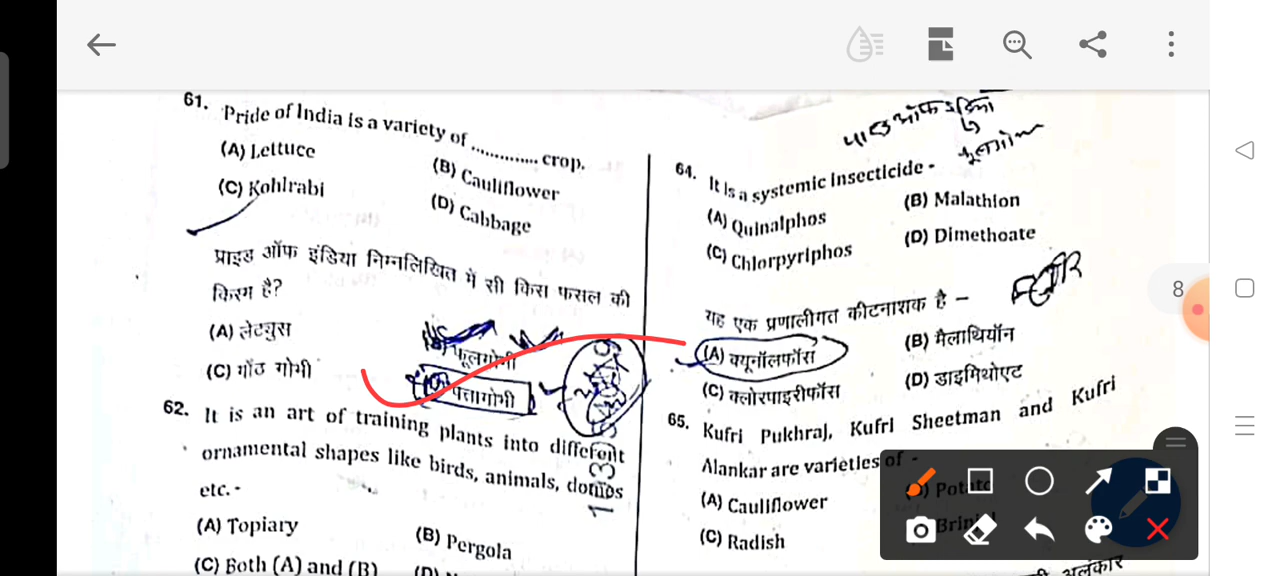 61. Pride of India is a variety of ............. crop.
(A) Lettuce
(B) Cauliflower
(C) Kohlrabi
(D) Cabbage
प्राइड ऑफ इंडिया निम्नलिखित में सी किस फसल की
किस्म है?
(A) लेट्युस
फूलगोभी
(C) गाँठ गोभी
पत्तागोभी
62. It is an art of training plants into different
ornamental shapes like birds, animals, domes
etc. -
(A) Topiary
(B) Pergola
(C) Both (A) and (B)
64. It is a systemic insecticide -
(A) Quinalphos
(B) Malathion
(C) Chlorpyriphos
(D) Dimethoate
यह एक प्रणालीगत कीटनाशक है –
(A) क्यूनॉलफॉस
(B) मैलाथियॉन
(C) क्लोरपाइरीफॉस
(D) डाइमिथोएट
65. Kufri Pukhraj, Kufri Sheetman and Kufri
Alankar are varieties of -
(A) Cauliflower
Potato
(C) Radish
अलंकार
8